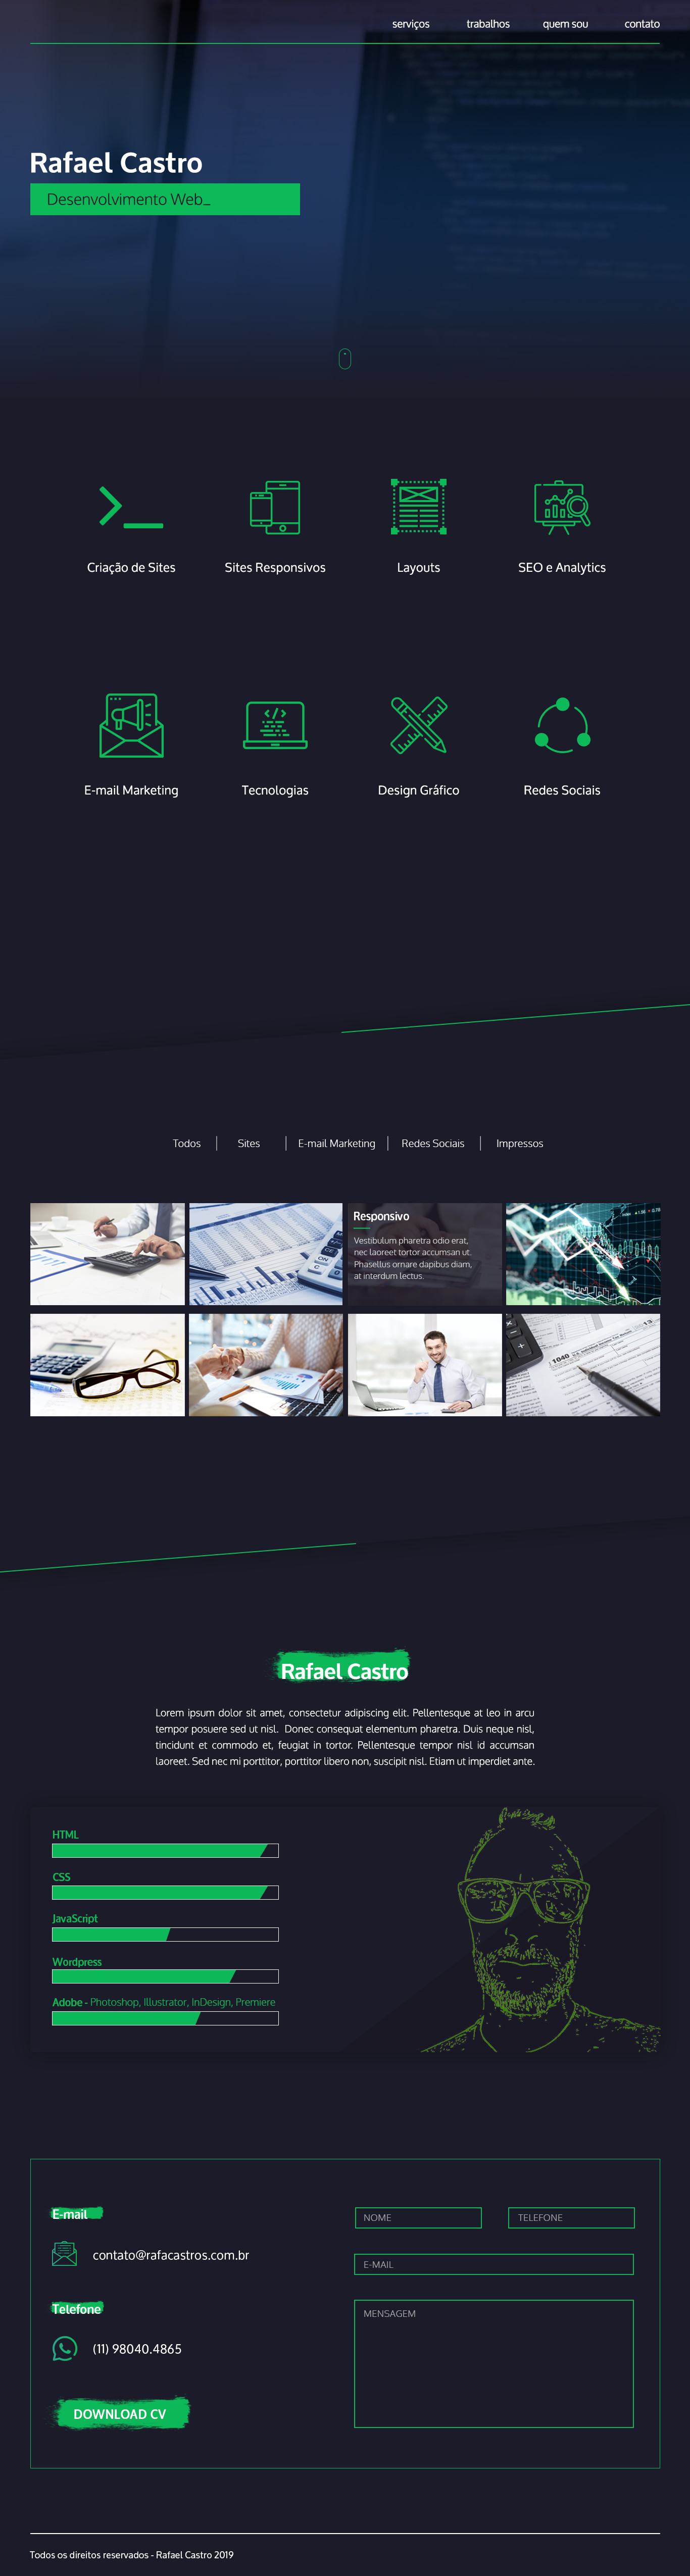 serviços
trabalhos
quem sou
contato
Rafael Castro
Desenvolvimento Web_
Criação de Sites
Sites Responsivos
Layouts
SEO e Analytics
E-mail Marketing
Tecnologias
Design Gráfico
Redes Sociais
Todos
Sites
E-mail Marketing
Redes Sociais
Impressos
Responsivo
Vestibulum pharetra odio erat,
nec laoreet tortor accumsan ut.
Phasellus ornare dapibus diam,
at interdum lectus.
1040
Rafael Castro
Lorem ipsum dolor sit amet, consectetur adipiscing elit. Pellentesque at leo in arcu
tempor posuere sed ut nisl. Donec consequat elementum pharetra. Duis neque nisl,
tincidunt et commodo et, feugiat in tortor. Pellentesque tempor nisl id accumsan
laoreet. Sed nec mi porttitor, porttitor libero non, suscipit nisl. Etiam ut imperdiet ante.
HTML
CSS
JavaScript
Wordpress
Adobe - Photoshop, Illustrator, InDesign, Premiere
E-mail
contato@rafacastros.com.br
Telefone
(11) 98040.4865
DOWNLOAD CV
NOME
TELEFONE
E-MAIL
MENSAGEM
Todos os direitos reservados - Rafael Castro 2019